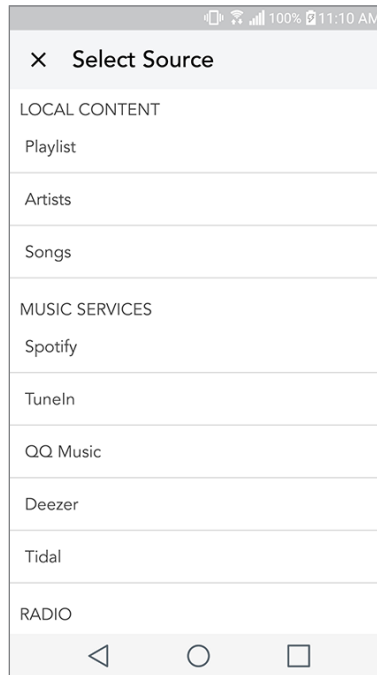 100% 11:10 AM
Select Source
LOCAL CONTENT
Playlist
Artists
Songs
MUSIC SERVICES
Spotify
TuneIn
QQ Music
Deezer
Tidal
RADIO